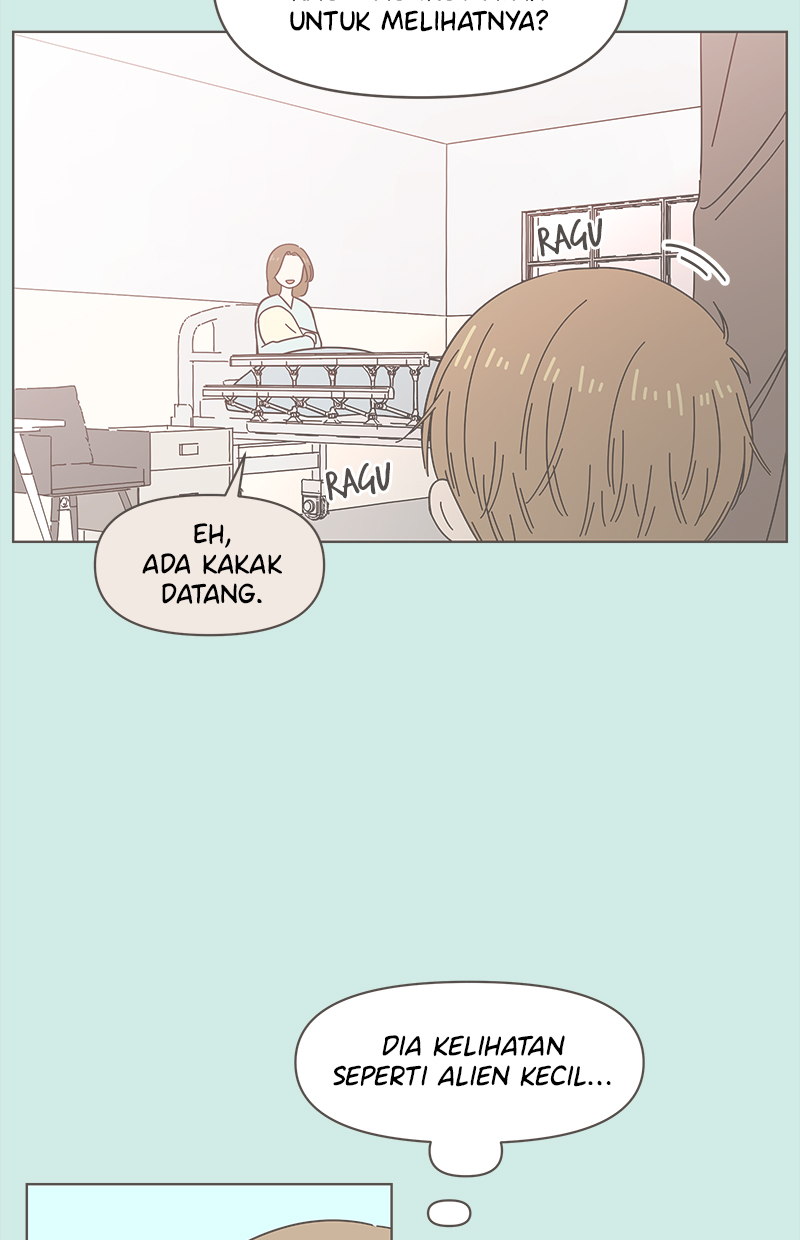 UNTUK MELIHATNYA?
RAGU
RAGU
EH,
ADA KAKAK
DATANG.
DIA KELIHATAN
SEPERTI ALIEN KECIL...